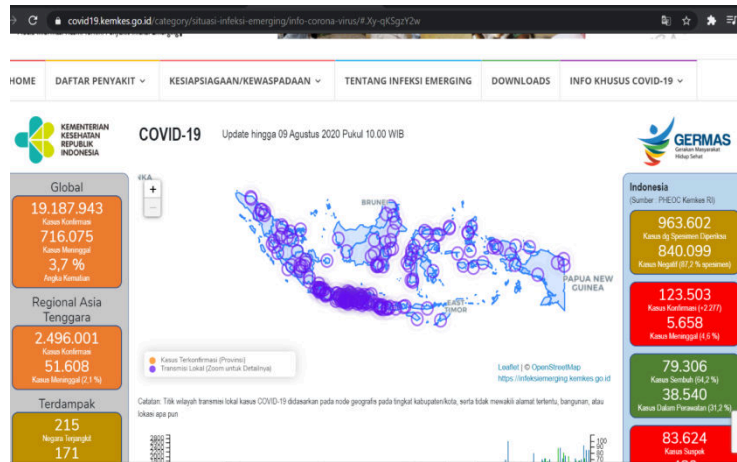 covid19.kemkes.go.id/category/situasi-infeksi-emerging/info-corona-virus/#.Xy-qKSgzY2w
HOME
DAFTAR PENYAKIT
KESIAPSIAGAAN/KEWASPADAAN
TENTANG INFEKSI EMERGING
DOWNLOADS
INFO KHUSUS COVID-19
KEMENTERIAN
KESEHATAN
REPUBLIK
INDONESIA
COVID-19
Update hingga 09 Agustus 2020 Pukul 10.00 WIB
GERMAS
Gerakan Masyarakat
Hidup Sehat
Global
19.187.943
Kasus Konfirmasi
716.075
Kasus Meninggal
3,7 %
Angka Kematian
Regional Asia
Tenggara
2.496.001
Kasus Konfirmasi
51.608
Kasus Meninggal (2,1 %)
Terdampak
215
Negara Terjangkit
171
+
BRUNEI
PAPUA NEW
GUINEA
EAST
TIMOR
Kasus Terkonfirmasi (Provinsi)
Transmisi Lokal (Zoom untuk Detailnya)
Leaflet | © OpenStreetMap
https://infeksiemerging.kemkes.go.id
Catatan: Titik wilayah transmisi lokal kasus COVID-19 didasarkan pada node geografis pada tingkat kabupaten/kota, serta tidak mewakili alamat tertentu, bangunan, atau
lokasi apa pun
Indonesia
(Sumber : PHEOC Kemkes RI)
963.602
Kasus dg Spesimen Diperiksa
840.099
Kasus Negatif (87,2 % spesimen)
123.503
Kasus Konfirmasi (+2.277)
5.658
Kasus Meninggal (4,6 %)
79.306
Kasus Sembuh (64,2 %)
38.540
Kasus Dalam Perawatan (31,2 %)
83.624
Kasus Suspek